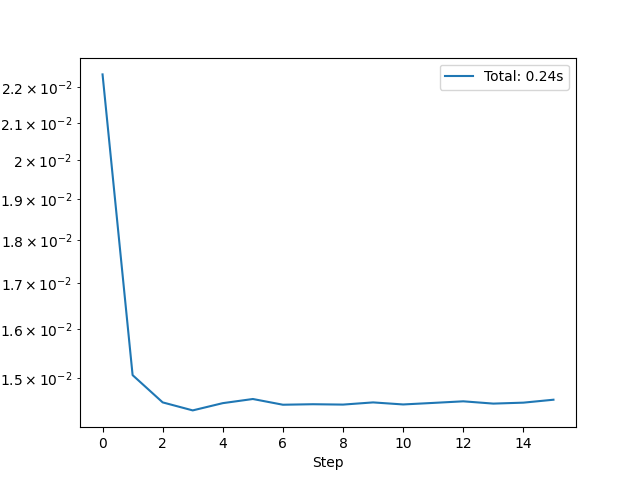 Total: 0.24s
2.2 × 10⁻²
2.1 × 10⁻²
2 × 10⁻²
1.9 × 10⁻²
1.8 × 10⁻²
1.7 × 10⁻²
1.6 × 10⁻²
1.5 × 10⁻²
0 2 4 6 8 10 12 14
Step